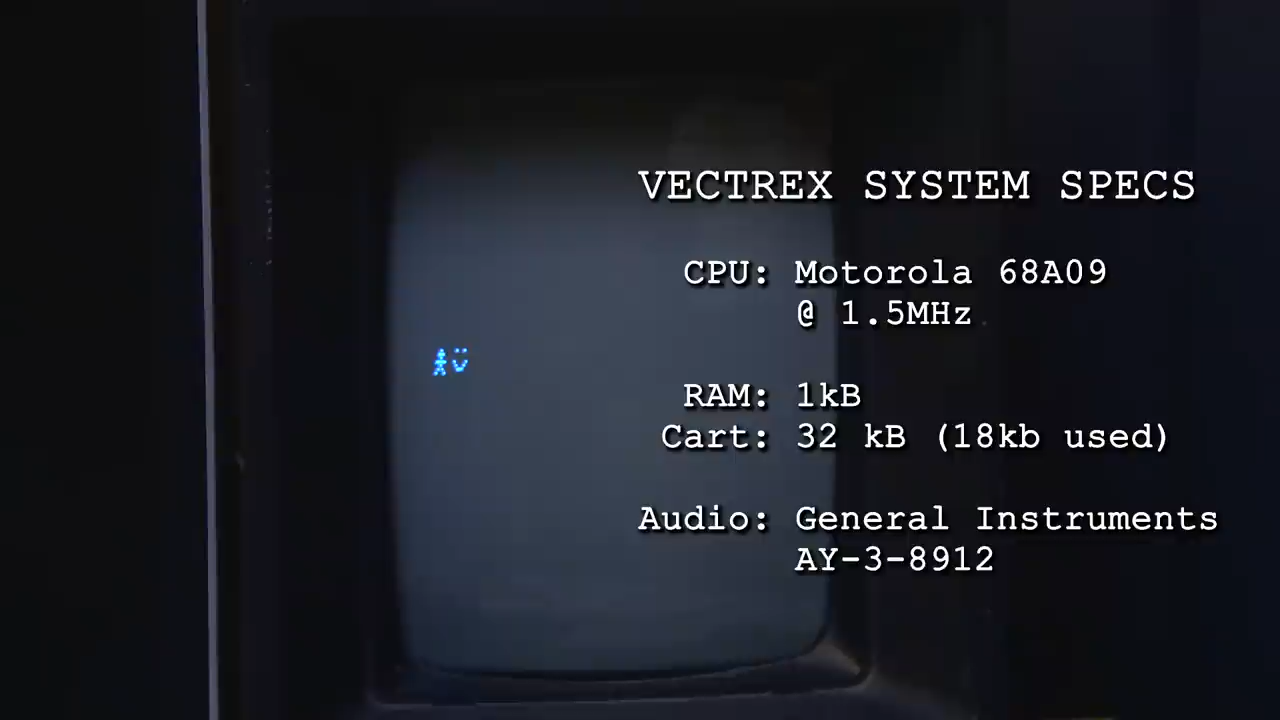 VECTREX SYSTEM SPECS
CPU: Motorola 68A09
@ 1.5MHz
RAM: 1kB
Cart: 32 kB (18kb used)
Audio: General Instruments
AY-3-8912